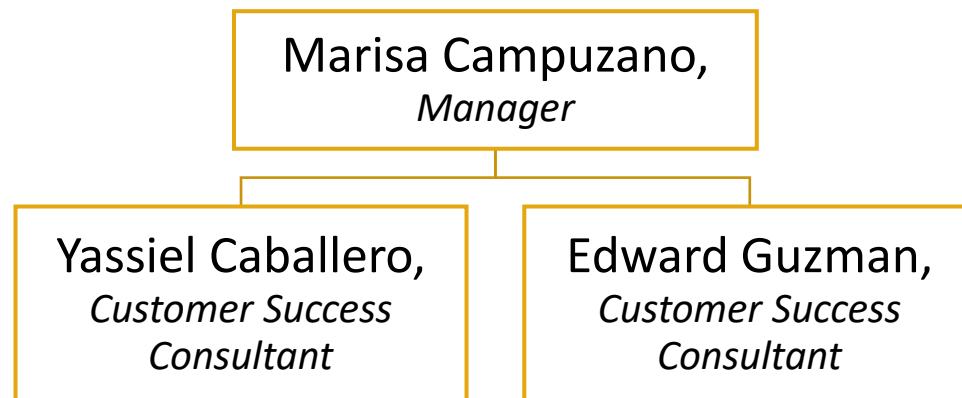 Marisa Campuzano,
Manager
Yassiel Caballero,
Customer Success
Consultant
Edward Guzman,
Customer Success
Consultant